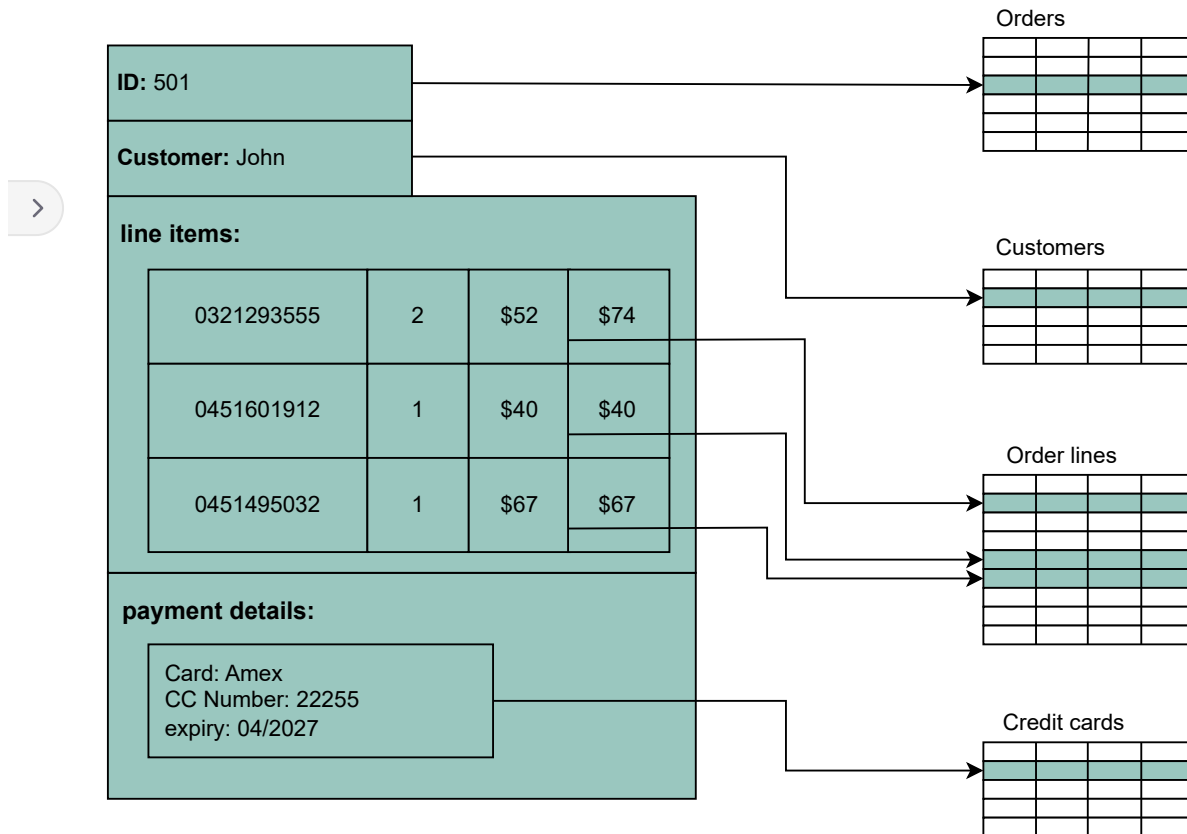 Orders
ID: 501
Customer: John
Customers
line items:
0321293555 2 $52 $74
0451601912 1 $40 $40
Order lines
0451495032 1 $67 $67
payment details:
Card: Amex
CC Number: 22255
expiry: 04/2027
Credit cards